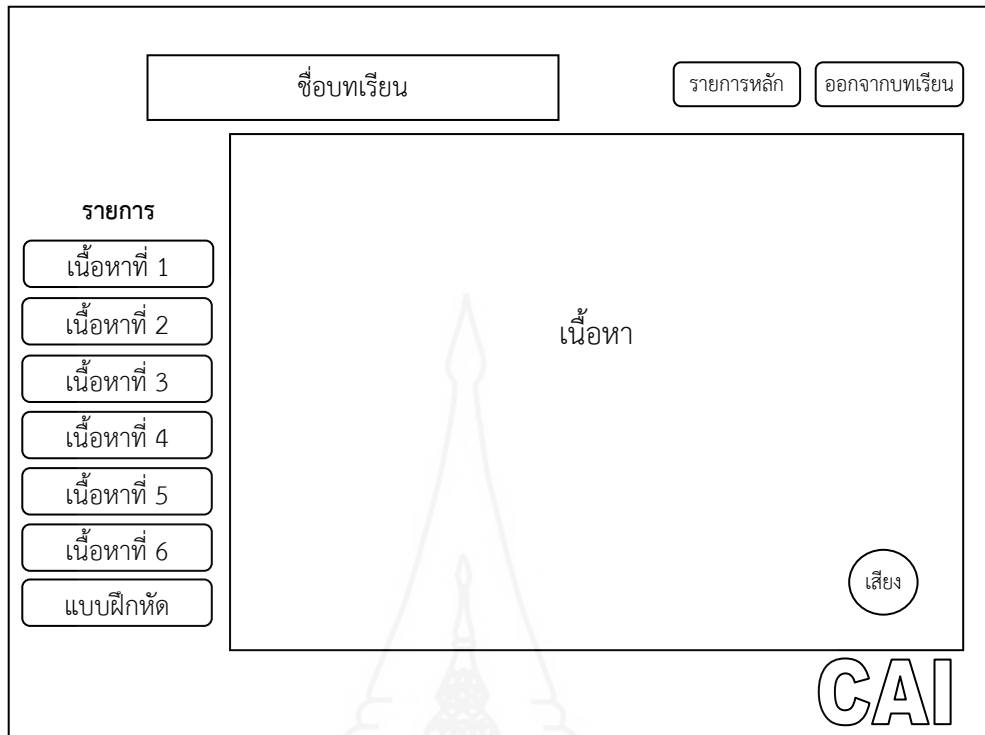 ชื่อบทเรียน
รายการหลัก
ออกจากบทเรียน
รายการ
เนื้อหาที่ 1
เนื้อหาที่ 2
เนื้อหาที่ 3
เนื้อหาที่ 4
เนื้อหาที่ 5
เนื้อหาที่ 6
แบบฝึกหัด
เนื้อหา
เสียง
CAI